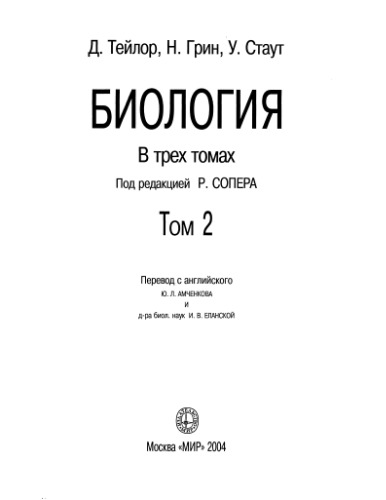 Д. Тейлор, Н. Грин, У. Стаут
БИОЛОГИЯ
В трех томах
Под редакцией Р. СОПЕРА
Том 2
Перевод с английского
Ю. Л. АМЧЕНКОВА
и
д-ра биол. наук И. В. ЕЛАНСКОЙ
Москва «МИР» 2004